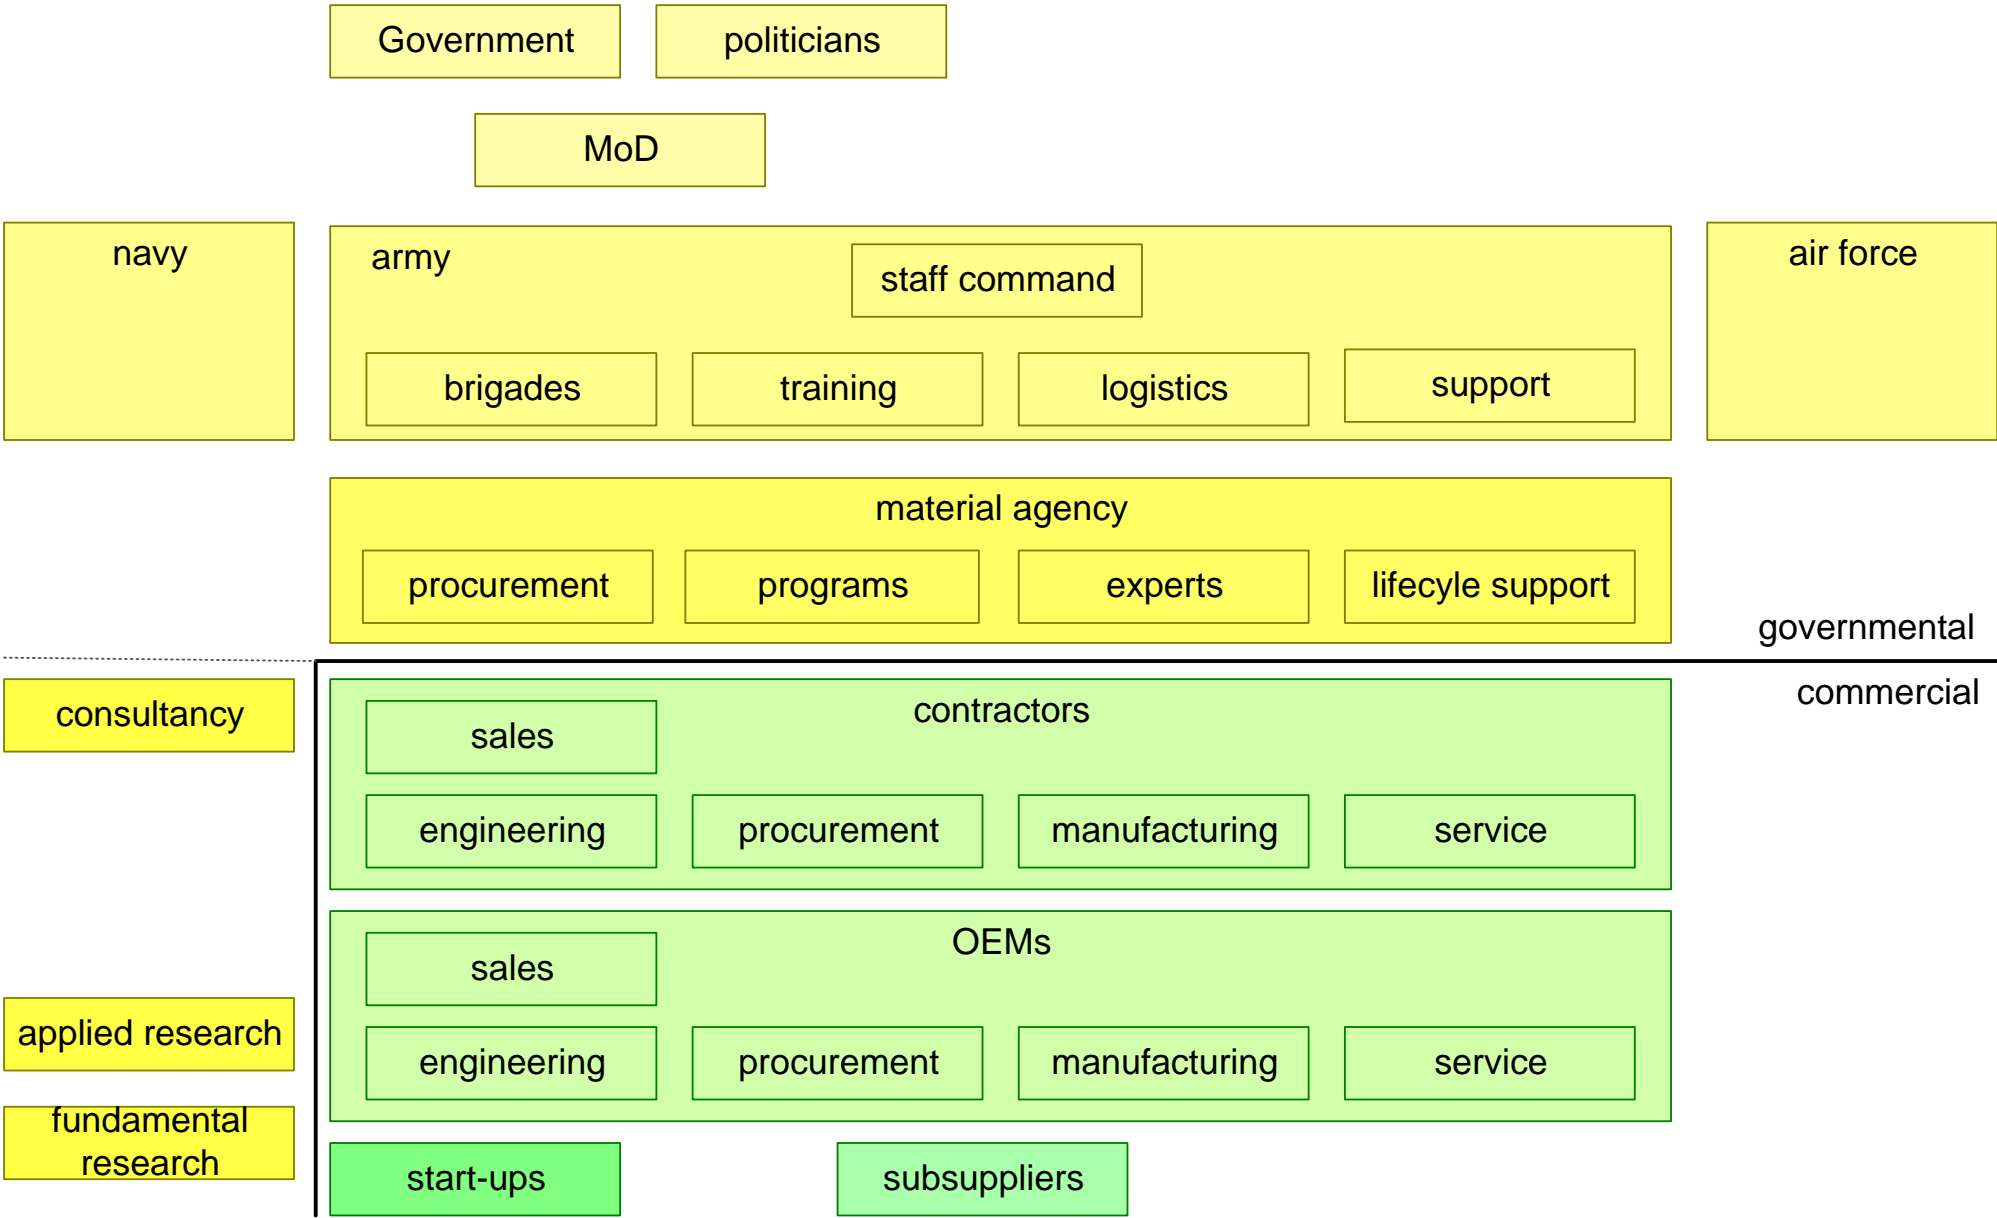 Government
politicians
MoD
navy
army
staff command
air force
brigades
training
logistics
support
material agency
procurement
programs
experts
lifecyle support
governmental
commercial
consultancy
contractors
sales
engineering
procurement
manufacturing
service
OEMs
sales
applied research
engineering
procurement
manufacturing
service
fundamental
research
start-ups
subsuppliers